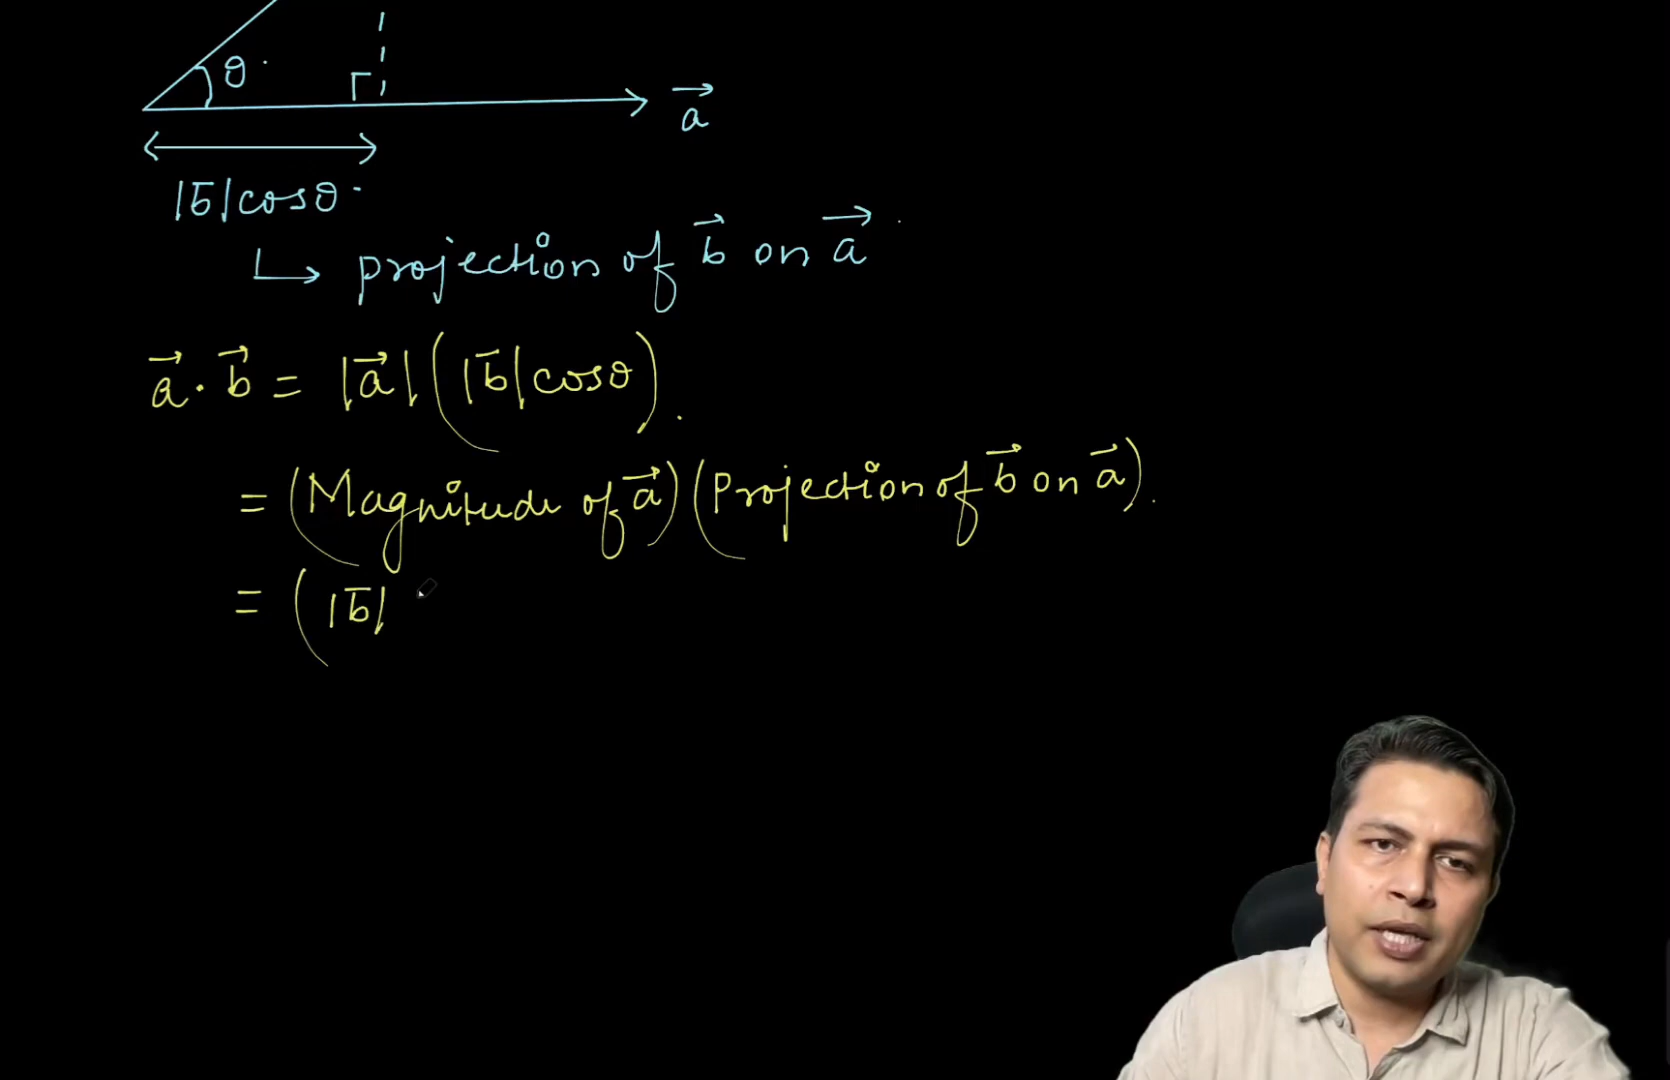 θ
a⃗
|b̄|cosθ
↳ projection of b⃗ on a⃗
a⃗ · b⃗ = |a⃗| (|b̄| cosθ).
= (Magnitude of a⃗) (Projection of b⃗ on a⃗).
= ( |b̄|